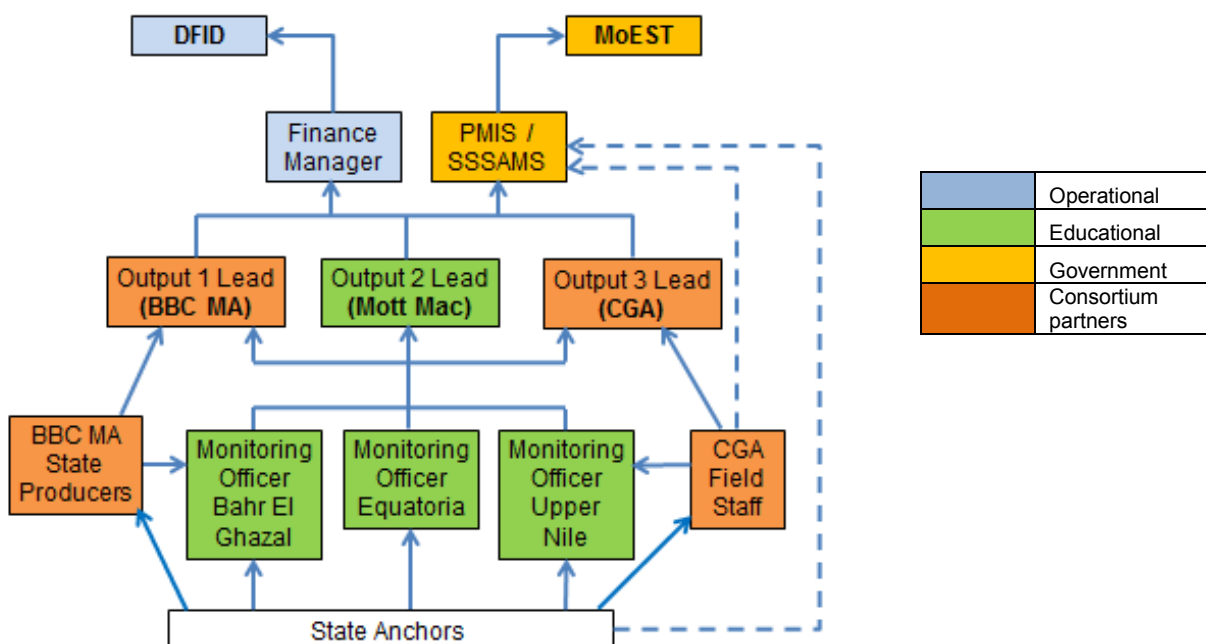 DFID
MoEST
Finance
Manager
PMIS /
SSSAMS
Operational
Educational
Government
Consortium
partners
Output 1 Lead
(BBC MA)
Output 2 Lead
(Mott Mac)
Output 3 Lead
(CGA)
BBC MA
State
Producers
Monitoring
Officer
Bahr El
Ghazal
Monitoring
Officer
Equatoria
Monitoring
Officer
Upper
Nile
CGA
Field
Staff
State Anchors